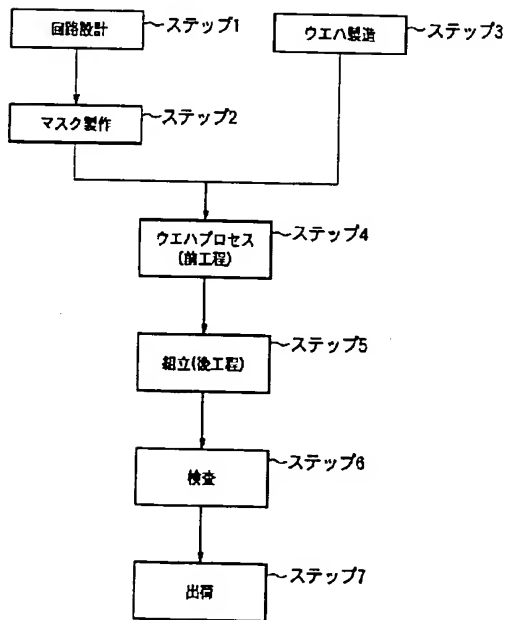 回路設計
ステップ1
ウエハ製造
ステップ3
マスク製作
ステップ2
ウエハプロセス
(前工程)
ステップ4
組立(後工程)
ステップ5
検査
ステップ6
出荷
ステップ7